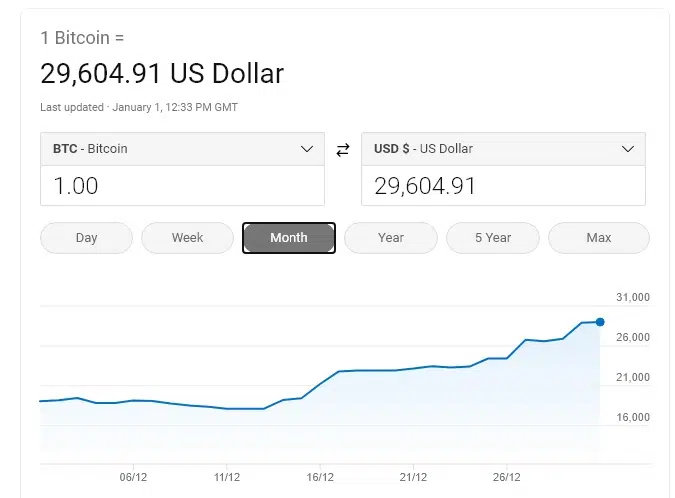 1 Bitcoin =
29,604.91 US Dollar
Last updated · January 1, 12:33 PM GMT
BTC - Bitcoin
USD $ - US Dollar
1.00
29,604.91
Day
Week
Month
Year
5 Year
Max
31,000
26,000
21,000
16,000
06/12
11/12
16/12
21/12
26/12